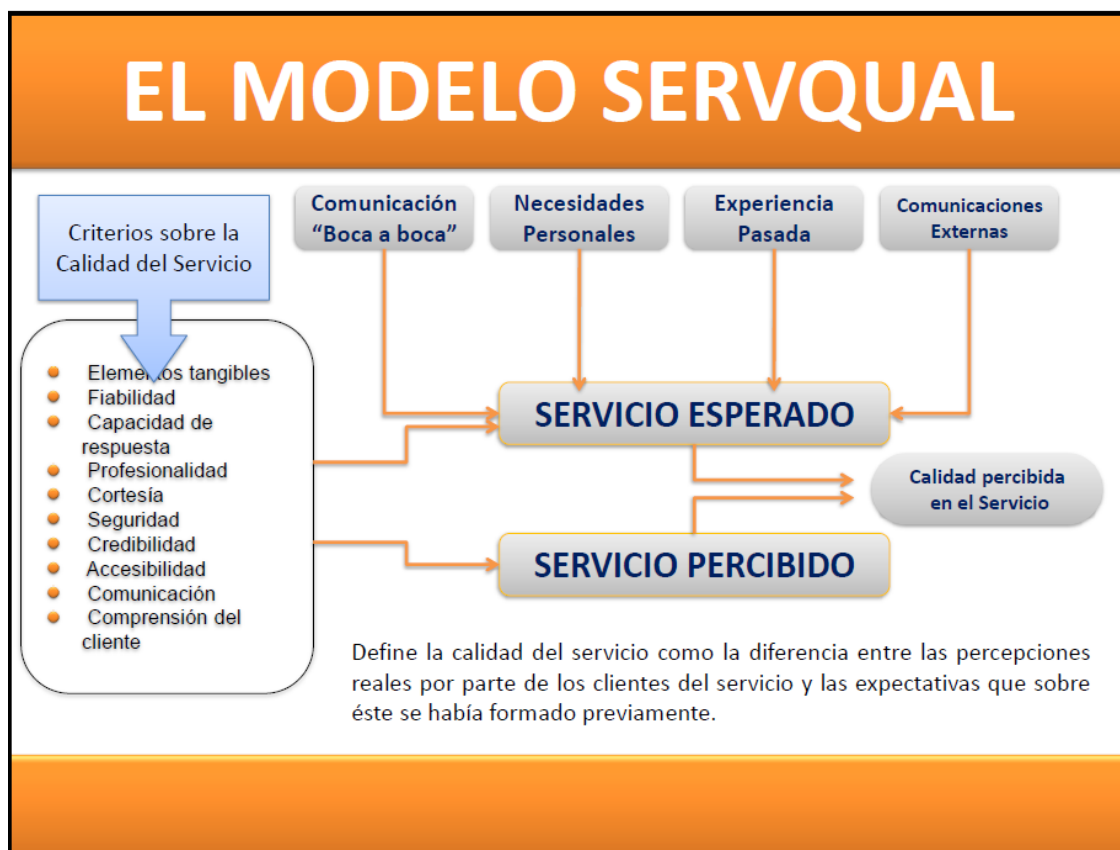 EL MODELO SERVQUAL
Criterios sobre la
Calidad del Servicio
Comunicación
“Boca a boca”
Necesidades
Personales
Experiencia
Pasada
Comunicaciones
Externas
Elementos tangibles
Fiabilidad
Capacidad de
respuesta
Profesionalidad
Cortesía
Seguridad
Credibilidad
Accesibilidad
Comunicación
Comprensión del
cliente
SERVICIO ESPERADO
Calidad percibida
en el Servicio
SERVICIO PERCIBIDO
Define la calidad del servicio como la diferencia entre las percepciones
reales por parte de los clientes del servicio y las expectativas que sobre
éste se había formado previamente.